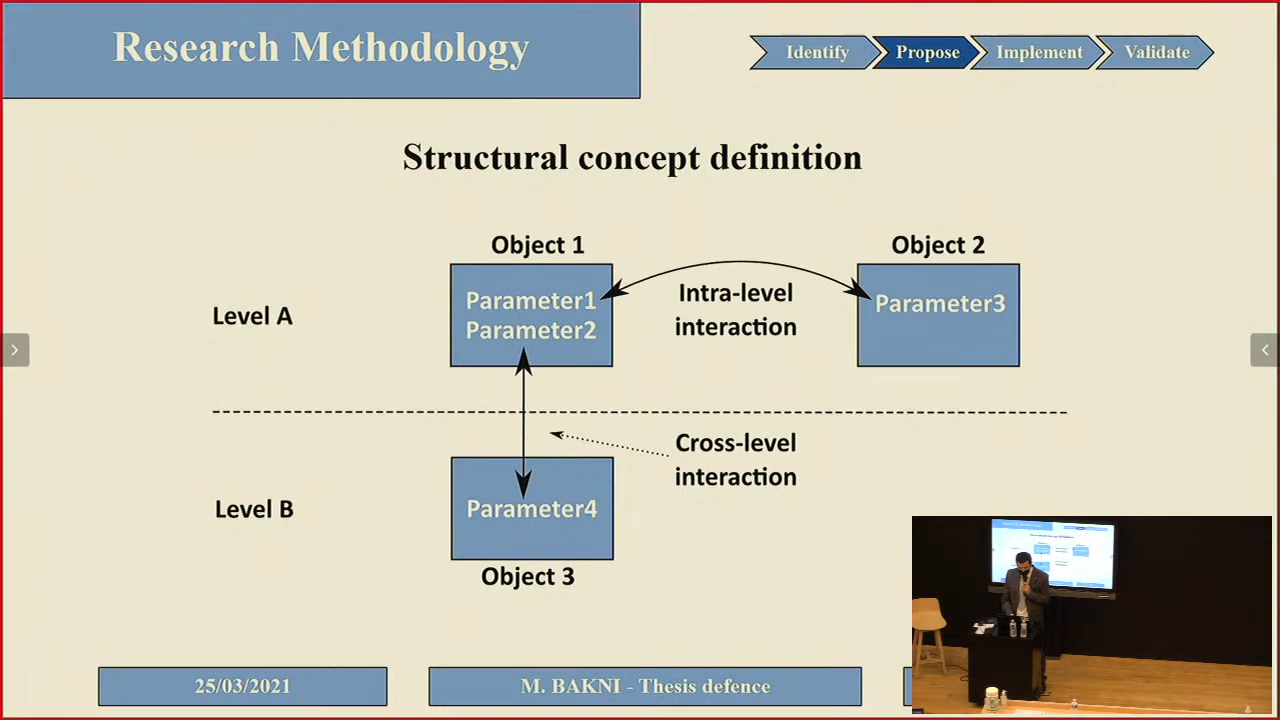 Research Methodology
Identify
Propose
Implement
Validate
Structural concept definition
Object 1
Object 2
Level A
Parameter1
Parameter2
Intra-level
interaction
Parameter3
Cross-level
interaction
Level B
Parameter4
Object 3
25/03/2021
M. BAKNI - Thesis defence